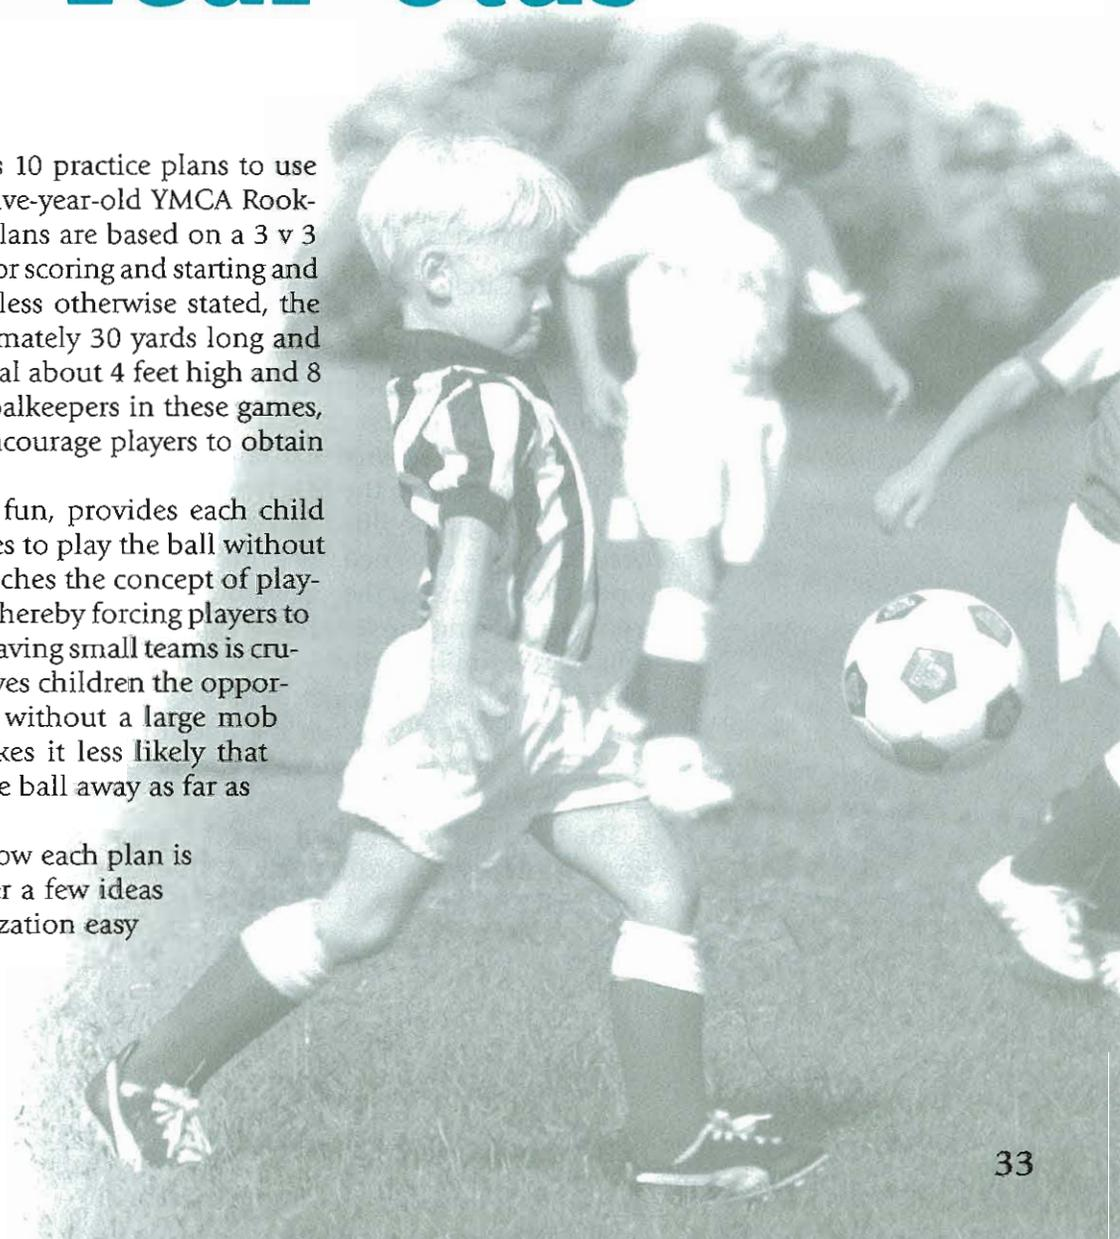 s 10 practice plans to use
ve-year-old YMCA Rook-
lans are based on a 3 v 3
or scoring and starting and
less otherwise stated, the
mately 30 yards long and
al about 4 feet high and 8
oalkeepers in these games,
ncourage players to obtain
fun, provides each child
es to play the ball without
ches the concept of play-
hereby forcing players to
aving small teams is cru-
ves children the oppor-
without a large mob
kes it less likely that
e ball away as far as
ow each plan is
r a few ideas
zation easy
33